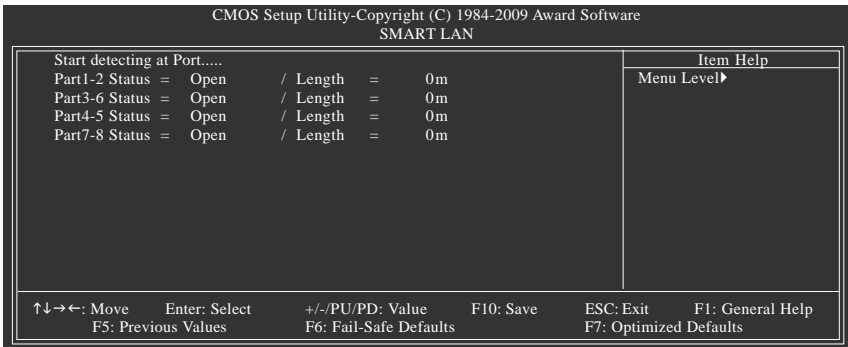 CMOS Setup Utility-Copyright (C) 1984-2009 Award Software
SMART LAN
Start detecting at Port.....
Part1-2 Status = Open / Length = 0m
Part3-6 Status = Open / Length = 0m
Part4-5 Status = Open / Length = 0m
Part7-8 Status = Open / Length = 0m
Item Help
Menu Level▶
↑↓→←: Move Enter: Select +/-/PU/PD: Value F10: Save ESC: Exit F1: General Help
F5: Previous Values F6: Fail-Safe Defaults F7: Optimized Defaults